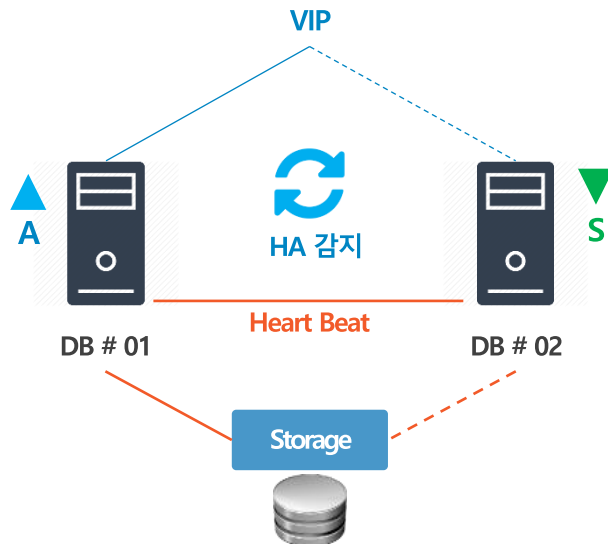 VIP
A
S
HA 감지
Heart Beat
DB # 01
DB # 02
Storage